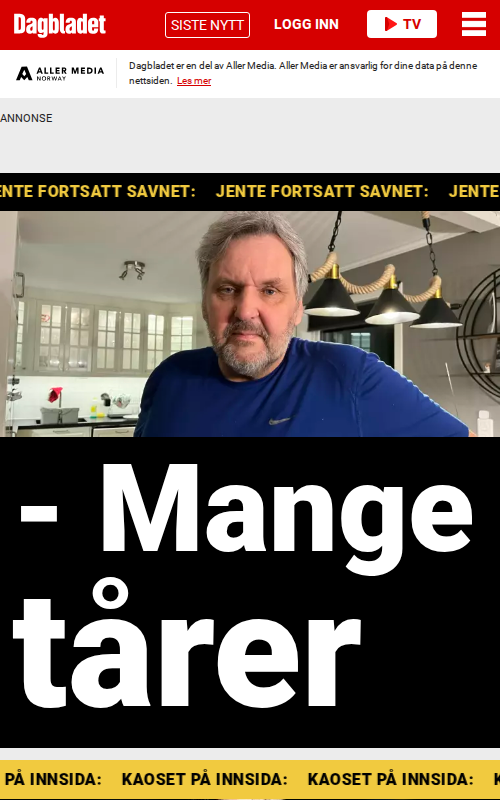 Dagbladet
SISTE NYTT
LOGG INN
TV
ALLER MEDIA
NORWAY
Dagbladet er en del av Aller Media. Aller Media er ansvarlig for dine data på denne
nettsiden. Les mer
ANNONSE
ENTE FORTSATT SAVNET: JENTE FORTSATT SAVNET: JENTE
- Mange
tårer
PÅ INNSIDA: KAOSET PÅ INNSIDA: KAOSET PÅ INNSIDA: K